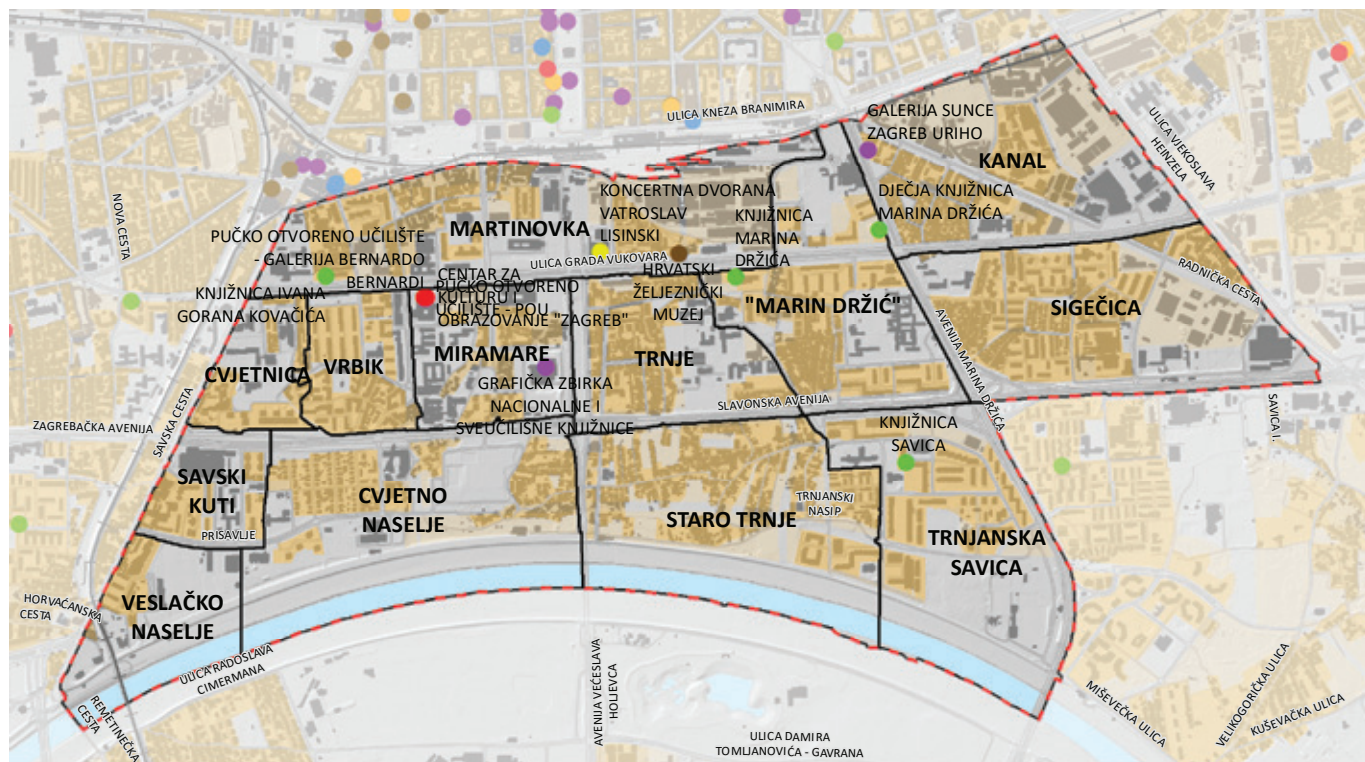 ULICA KNEZA BRANIMIRA
GALERIJA SUNCE
ZAGREB URIHO
KANAL
ULICA VJEKOSLAVA
HEINZELA
NOVA CESTA
MARTINOVKA
KONCERTNA DVORANA
VATROSLAV
LISINSKI
KNJIŽNICA
MARINA
DRŽIĆA
DJEČJA KNJIŽNICA
MARINA DRŽIĆA
PUČKO OTVORENO UČILIŠTE
- GALERIJA BERNARDO
BERNARDI
ULICA GRADA VUKOVARA
KNJIŽNICA IVANA
GORANA KOVAČIĆA
CENTAR ZA
PUČKO OTVORENO
KULTURU I
UČILIŠTE - POU
OBRAZOVANJE "ZAGREB"
HRVATSKI
ŽELJEZNIČKI
MUZEJ
RADNIČKA CESTA
"MARIN DRŽIĆ"
SIGEČICA
AVENIJA MARINA DRŽIĆA
CVJETNICA
VRBIK
MIRAMARE
TRNJE
GRAFIČKA ZBIRKA
NACIONALNE I
SVEUČILIŠNE KNJIŽNICE
SLAVONSKA AVENIJA
SAVSKA CESTA
ZAGREBAČKA AVENIJA
SAVICA I.
KNJIŽNICA
SAVICA
SAVSKI
KUTI
PRISAVLJE
CVJETNO
NASELJE
STARO TRNJE
TRNJANSKI
NASIP
TRNJANSKA
SAVICA
VESLAČKO
NASELJE
HORVAĆANSKA
CESTA
ULICA RADOSLAVA
CIMERMANA
REMETINEČKA
CESTA
AVENIJA VEĆESLAVA
HOLJEVCA
ULICA DAMIRA
TOMLJANOVIĆA - GAVRANA
MIŠEVEČKA ULICA
VELIKOGORIČKA ULICA
KUŠEVAČKA ULICA